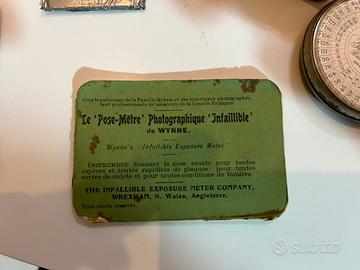 Sous le patronage de la Famille Royale et des principaux photographes,
tant professionnels qu'amateurs de la Grande Bretagne.
Le 'Pose-Mètre' Photographique 'Infaillible'
de WYNNE.
Wynne's "Infallible Exposure Meter."
INSTRUMENT donnant la pose exacte pour toutes
espèces et toutes rapidités de plaques; pour toutes
sortes de sujets et pour toutes conditions de lumière.
THE INFALLIBLE EXPOSURE METER COMPANY,
WREXHAM, N. Wales, Angleterre.
Tous droits réservés.
subito